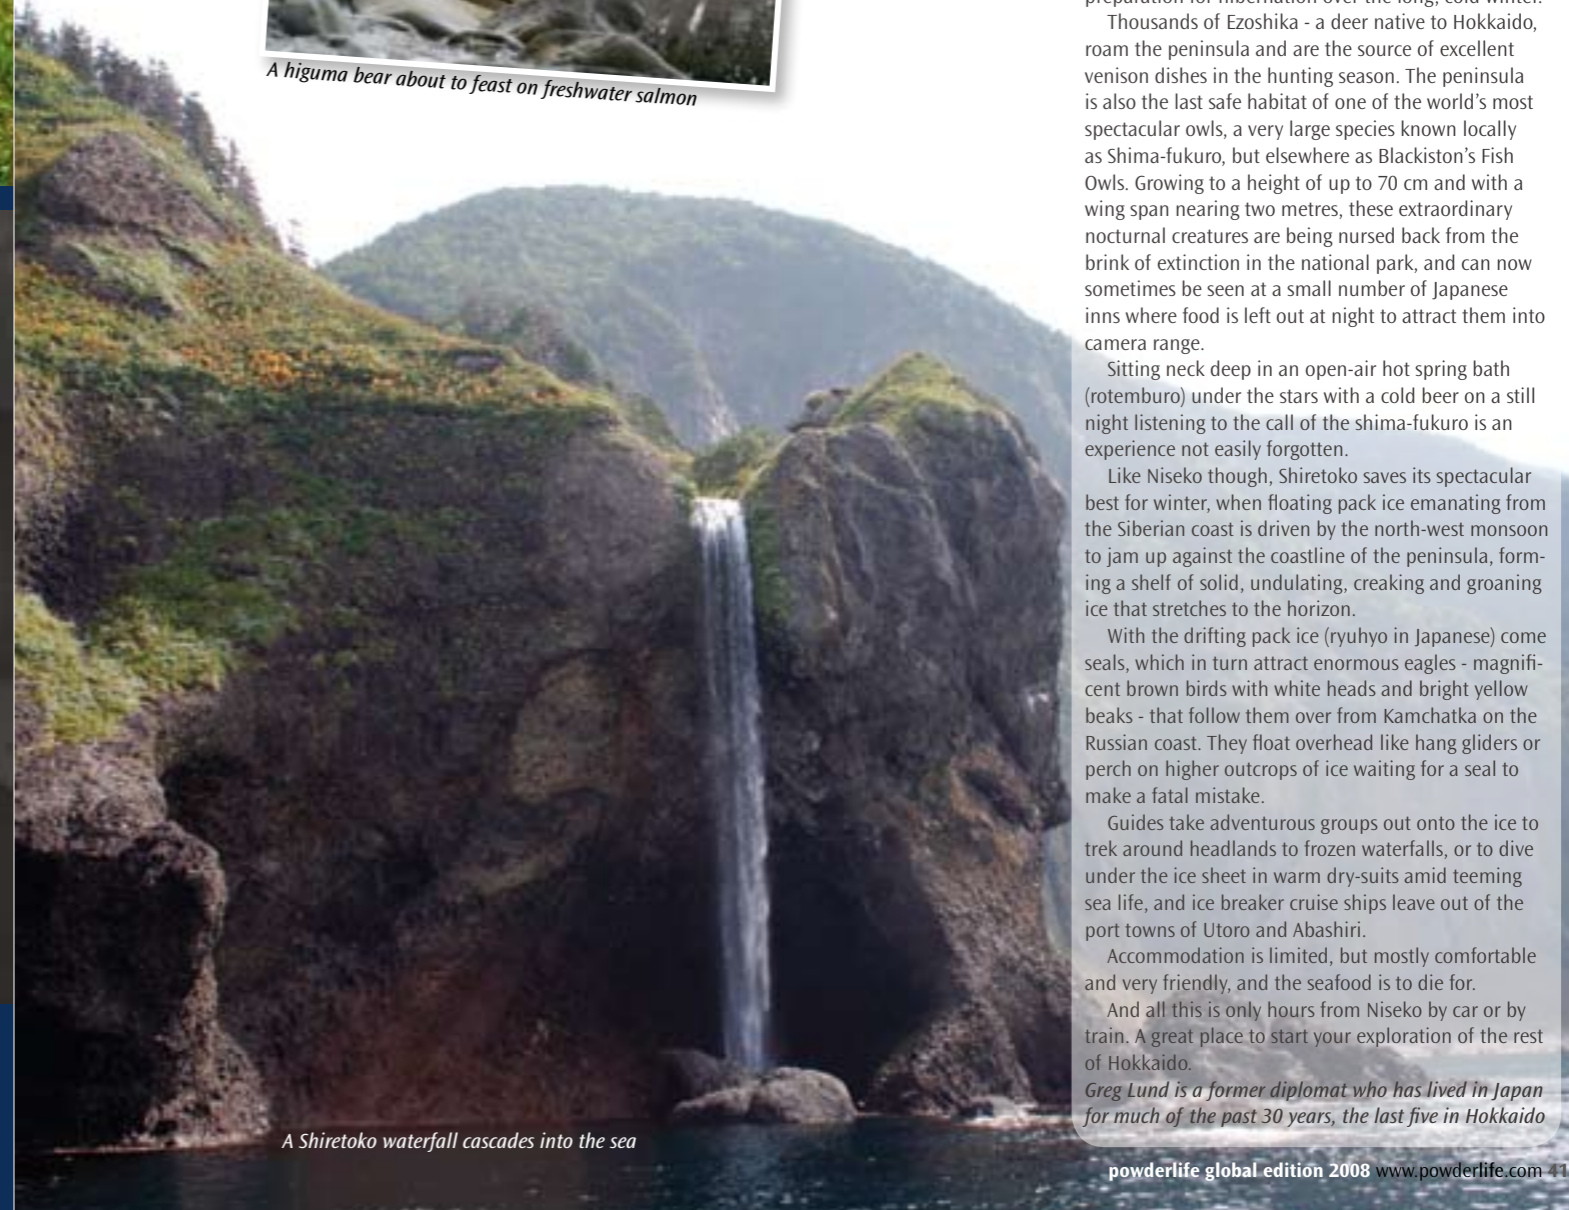 A higuma bear about to feast on freshwater salmon
preparation for hibernation over the long, cold winter.
Thousands of Ezoshika - a deer native to Hokkaido,
roam the peninsula and are the source of excellent
venison dishes in the hunting season. The peninsula
is also the last safe habitat of one of the world's most
spectacular owls, a very large species known locally
as Shima-fukuro, but elsewhere as Blackiston's Fish
Owls. Growing to a height of up to 70 cm and with a
wing span nearing two metres, these extraordinary
nocturnal creatures are being nursed back from the
brink of extinction in the national park, and can now
sometimes be seen at a small number of Japanese
inns where food is left out at night to attract them into
camera range.
Sitting neck deep in an open-air hot spring bath
(rotemburo) under the stars with a cold beer on a still
night listening to the call of the shima-fukuro is an
experience not easily forgotten.
Like Niseko though, Shiretoko saves its spectacular
best for winter, when floating pack ice emanating from
the Siberian coast is driven by the north-west monsoon
to jam up against the coastline of the peninsula, form-
ing a shelf of solid, undulating, creaking and groaning
ice that stretches to the horizon.
With the drifting pack ice (ryuhyo in Japanese) come
seals, which in turn attract enormous eagles - magnifi-
cent brown birds with white heads and bright yellow
beaks - that follow them over from Kamchatka on the
Russian coast. They float overhead like hang gliders or
perch on higher outcrops of ice waiting for a seal to
make a fatal mistake.
Guides take adventurous groups out onto the ice to
trek around headlands to frozen waterfalls, or to dive
under the ice sheet in warm dry-suits amid teeming
sea life, and ice breaker cruise ships leave out of the
port towns of Utoro and Abashiri.
Accommodation is limited, but mostly comfortable
and very friendly, and the seafood is to die for.
And all this is only hours from Niseko by car or by
train. A great place to start your exploration of the rest
of Hokkaido.
Greg Lund is a former diplomat who has lived in Japan
for much of the past 30 years, the last five in Hokkaido
A Shiretoko waterfall cascades into the sea
powderlife global edition 2008 www.powderlife.com 41